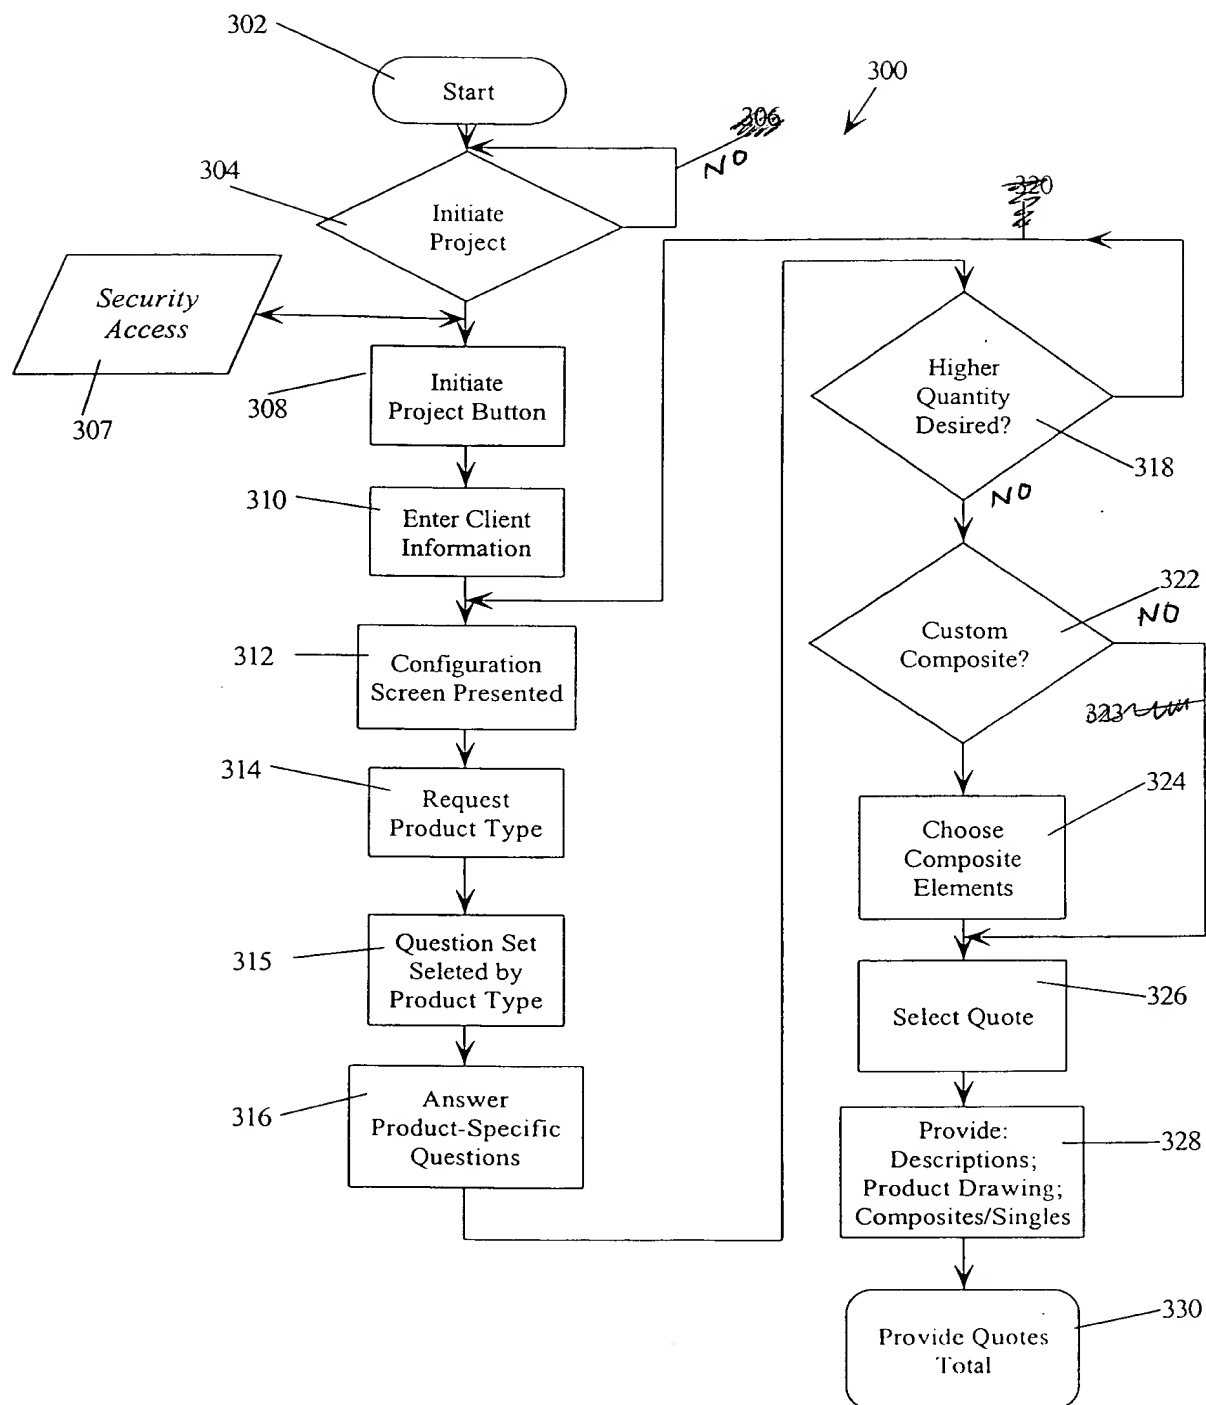 302
Start
300
306
NO
304
Initiate
Project
320
Security
Access
307
308
Initiate
Project Button
Higher
Quantity
Desired?
318
NO
310
Enter Client
Information
322
NO
Custom
Composite?
312
Configuration
Screen Presented
323
314
Request
Product Type
324
Choose
Composite
Elements
315
Question Set
Seleted by
Product Type
326
Select Quote
316
Answer
Product-Specific
Questions
328
Provide:
Descriptions;
Product Drawing;
Composites/Singles
330
Provide Quotes
Total